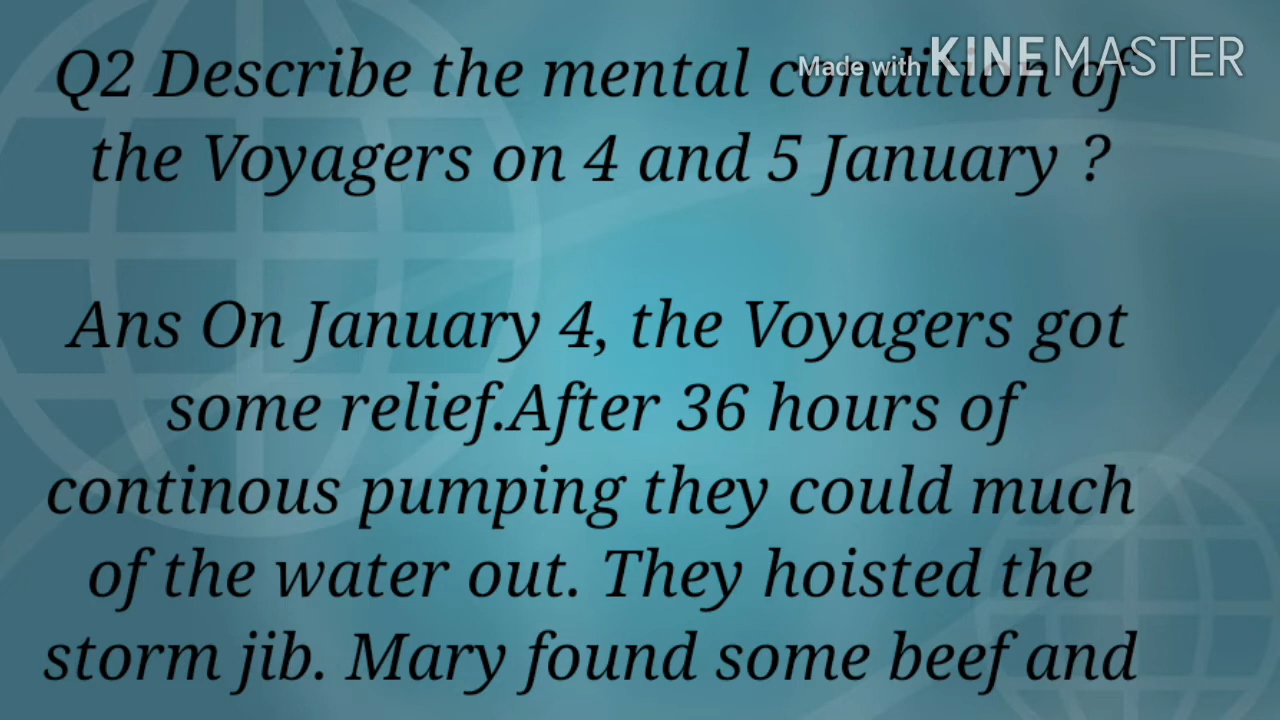 Made with KINEMASTER
Q2 Describe the mental condition of
the Voyagers on 4 and 5 January ?
Ans On January 4, the Voyagers got
some relief.After 36 hours of
continous pumping they could much
of the water out. They hoisted the
storm jib. Mary found some beef and